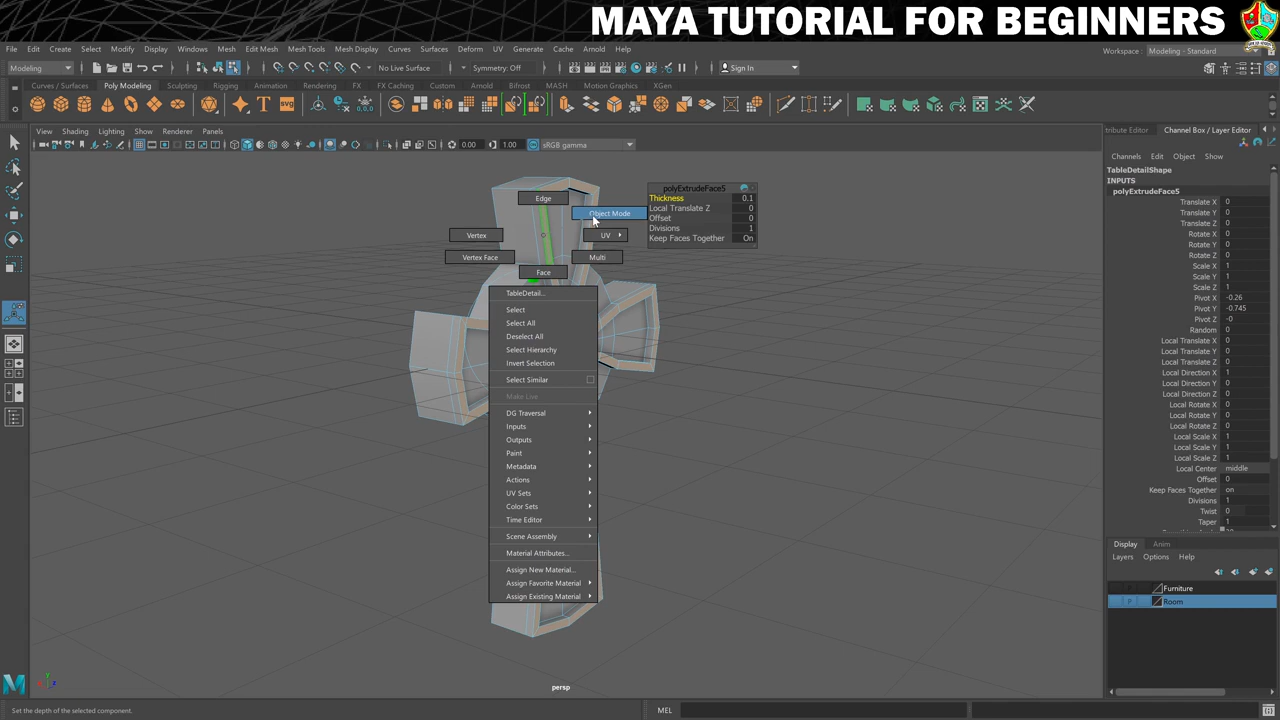 MAYA TUTORIAL FOR BEGINNERS
File Edit Create Select Modify Display Windows Mesh Edit Mesh Mesh Tools Mesh Display Curves Surfaces Deform UV Generate Cache Arnold Help
Workspace : Modeling - Standard
Modeling No Live Surface Symmetry: Off Sign In
Curves / Surfaces Poly Modeling Sculpting Rigging Animation Rendering FX FX Caching Custom Arnold Bifrost MASH Motion Graphics XGen
View Shading Lighting Show Renderer Panels
0.00 1.00 sRGB gamma
tribute Editor Channel Box / Layer Editor
Channels Edit Object Show
TableDetailShape
INPUTS
polyExtrudeFace5
Translate X 0
Translate Y 0
Translate Z 0
Rotate X 0
Rotate Y 0
Rotate Z 0
Scale X 1
Scale Y 1
Scale Z 1
Pivot X -0.26
Pivot Y -0.745
Pivot Z -0
Random 0
Local Translate X 0
Local Translate Y 0
Local Translate Z 0
Local Direction X 1
Local Direction Y 0
Local Direction Z 0
Local Rotate X 0
Local Rotate Y 0
Local Rotate Z 0
Local Scale X 1
Local Scale Y 1
Local Scale Z 1
Local Center middle
Offset 0
Keep Faces Together on
Divisions 1
Twist 0
Taper 1
polyExtrudeFace5
Thickness 0.1
Local Translate Z 0
Offset 0
Divisions 1
Keep Faces Together On
Edge
Object Mode
Vertex
UV
Vertex Face
Multi
Face
TableDetail...
Select
Select All
Deselect All
Select Hierarchy
Invert Selection
Select Similar
Make Live
DG Traversal
Inputs
Outputs
Paint
Metadata
Actions
UV Sets
Color Sets
Time Editor
Scene Assembly
Material Attributes...
Assign New Material...
Assign Favorite Material
Assign Existing Material
Display Anim
Layers Options Help
Furniture
P Room
persp
Set the depth of the selected component.
MEL